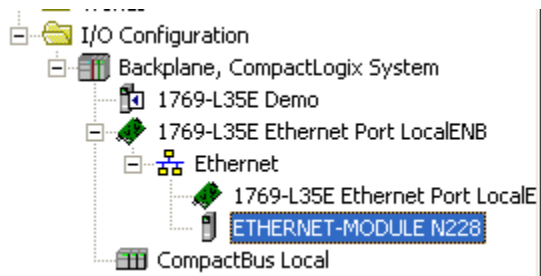 I/O Configuration
Backplane, CompactLogix System
1769-L35E Demo
1769-L35E Ethernet Port LocalENB
Ethernet
1769-L35E Ethernet Port LocalE
ETHERNET-MODULE N228
CompactBus Local